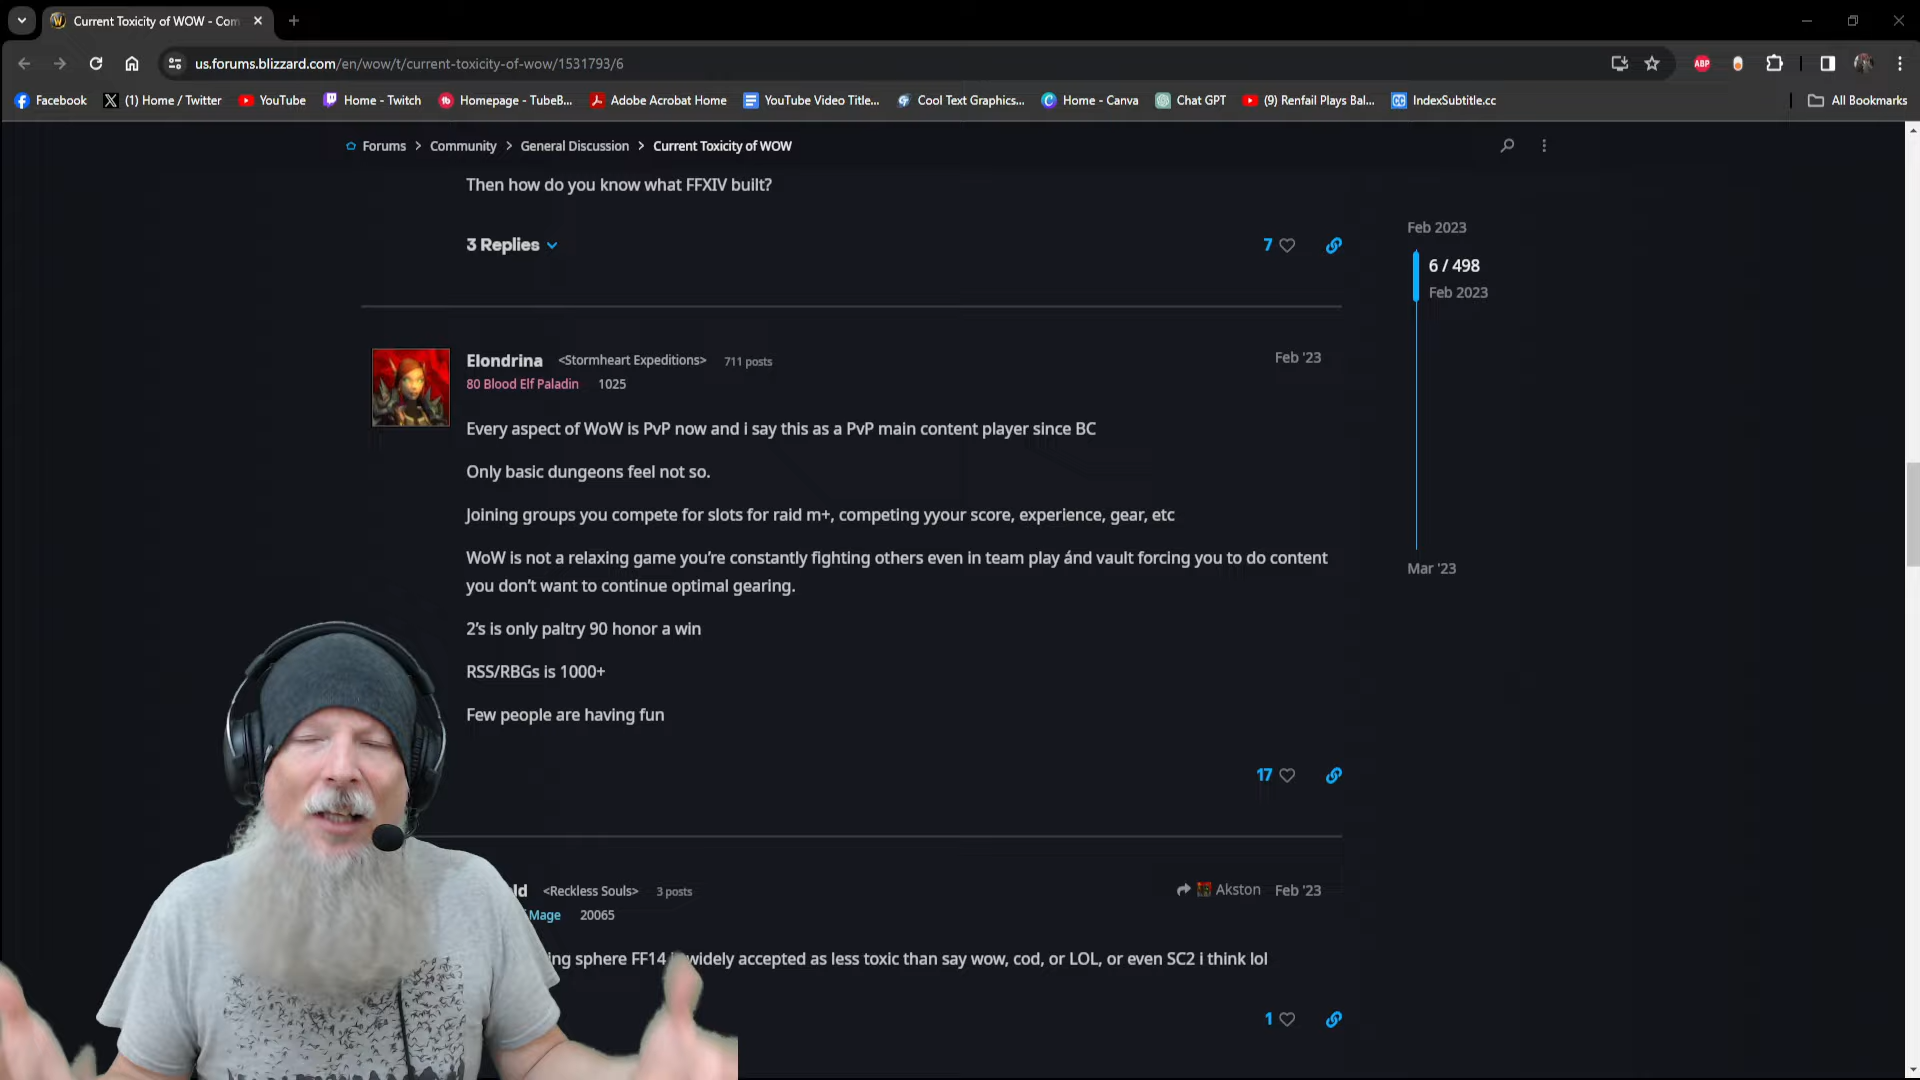 Current Toxicity of WOW - Com
us.forums.blizzard.com/en/wow/t/current-toxicity-of-wow/1531793/6
ABP
Facebook
(1) Home / Twitter
YouTube
Home - Twitch
Homepage - TubeB...
Adobe Acrobat Home
YouTube Video Title...
Cool Text Graphics...
Home - Canva
Chat GPT
(9) Renfail Plays Bal...
CC IndexSubtitle.cc
All Bookmarks
Forums > Community > General Discussion > Current Toxicity of WOW
Then how do you know what FFXIV built?
3 Replies
7
Feb 2023
6 / 498
Feb 2023
Mar '23
Elondrina <Stormheart Expeditions> 711 posts
Feb '23
80 Blood Elf Paladin 1025
Every aspect of WoW is PvP now and i say this as a PvP main content player since BC
Only basic dungeons feel not so.
Joining groups you compete for slots for raid m+, competing yyour score, experience, gear, etc
WoW is not a relaxing game you're constantly fighting others even in team play ánd vault forcing you to do content
you don't want to continue optimal gearing.
2's is only paltry 90 honor a win
RSS/RBGs is 1000+
Few people are having fun
17
ld <Reckless Souls> 3 posts
Akston Feb '23
Mage 20065
ing sphere FF14 widely accepted as less toxic than say wow, cod, or LOL, or even SC2 i think lol
1